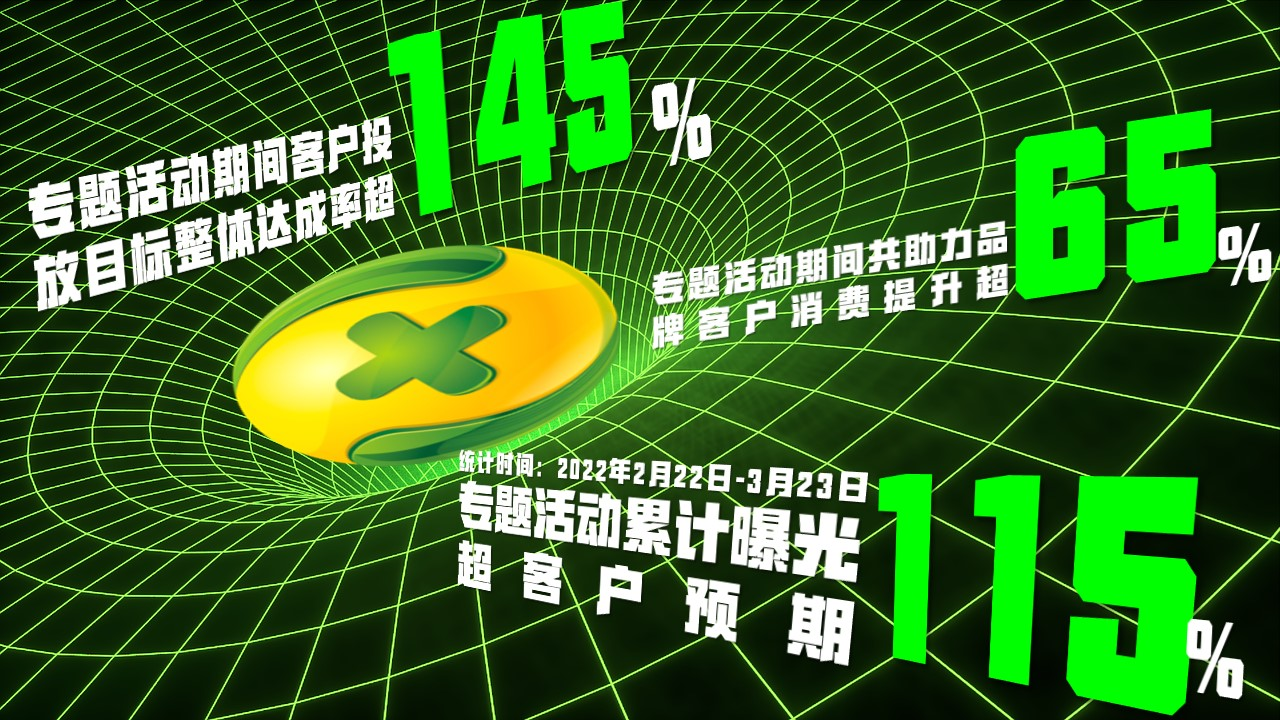 专题活动期间客户投
放目标整体达成率超
145%
专题活动期间共助力品
牌客户消费提升超
65%
统计时间：2022年2月22日-3月23日
专题活动累计曝光
超客户预期
115%